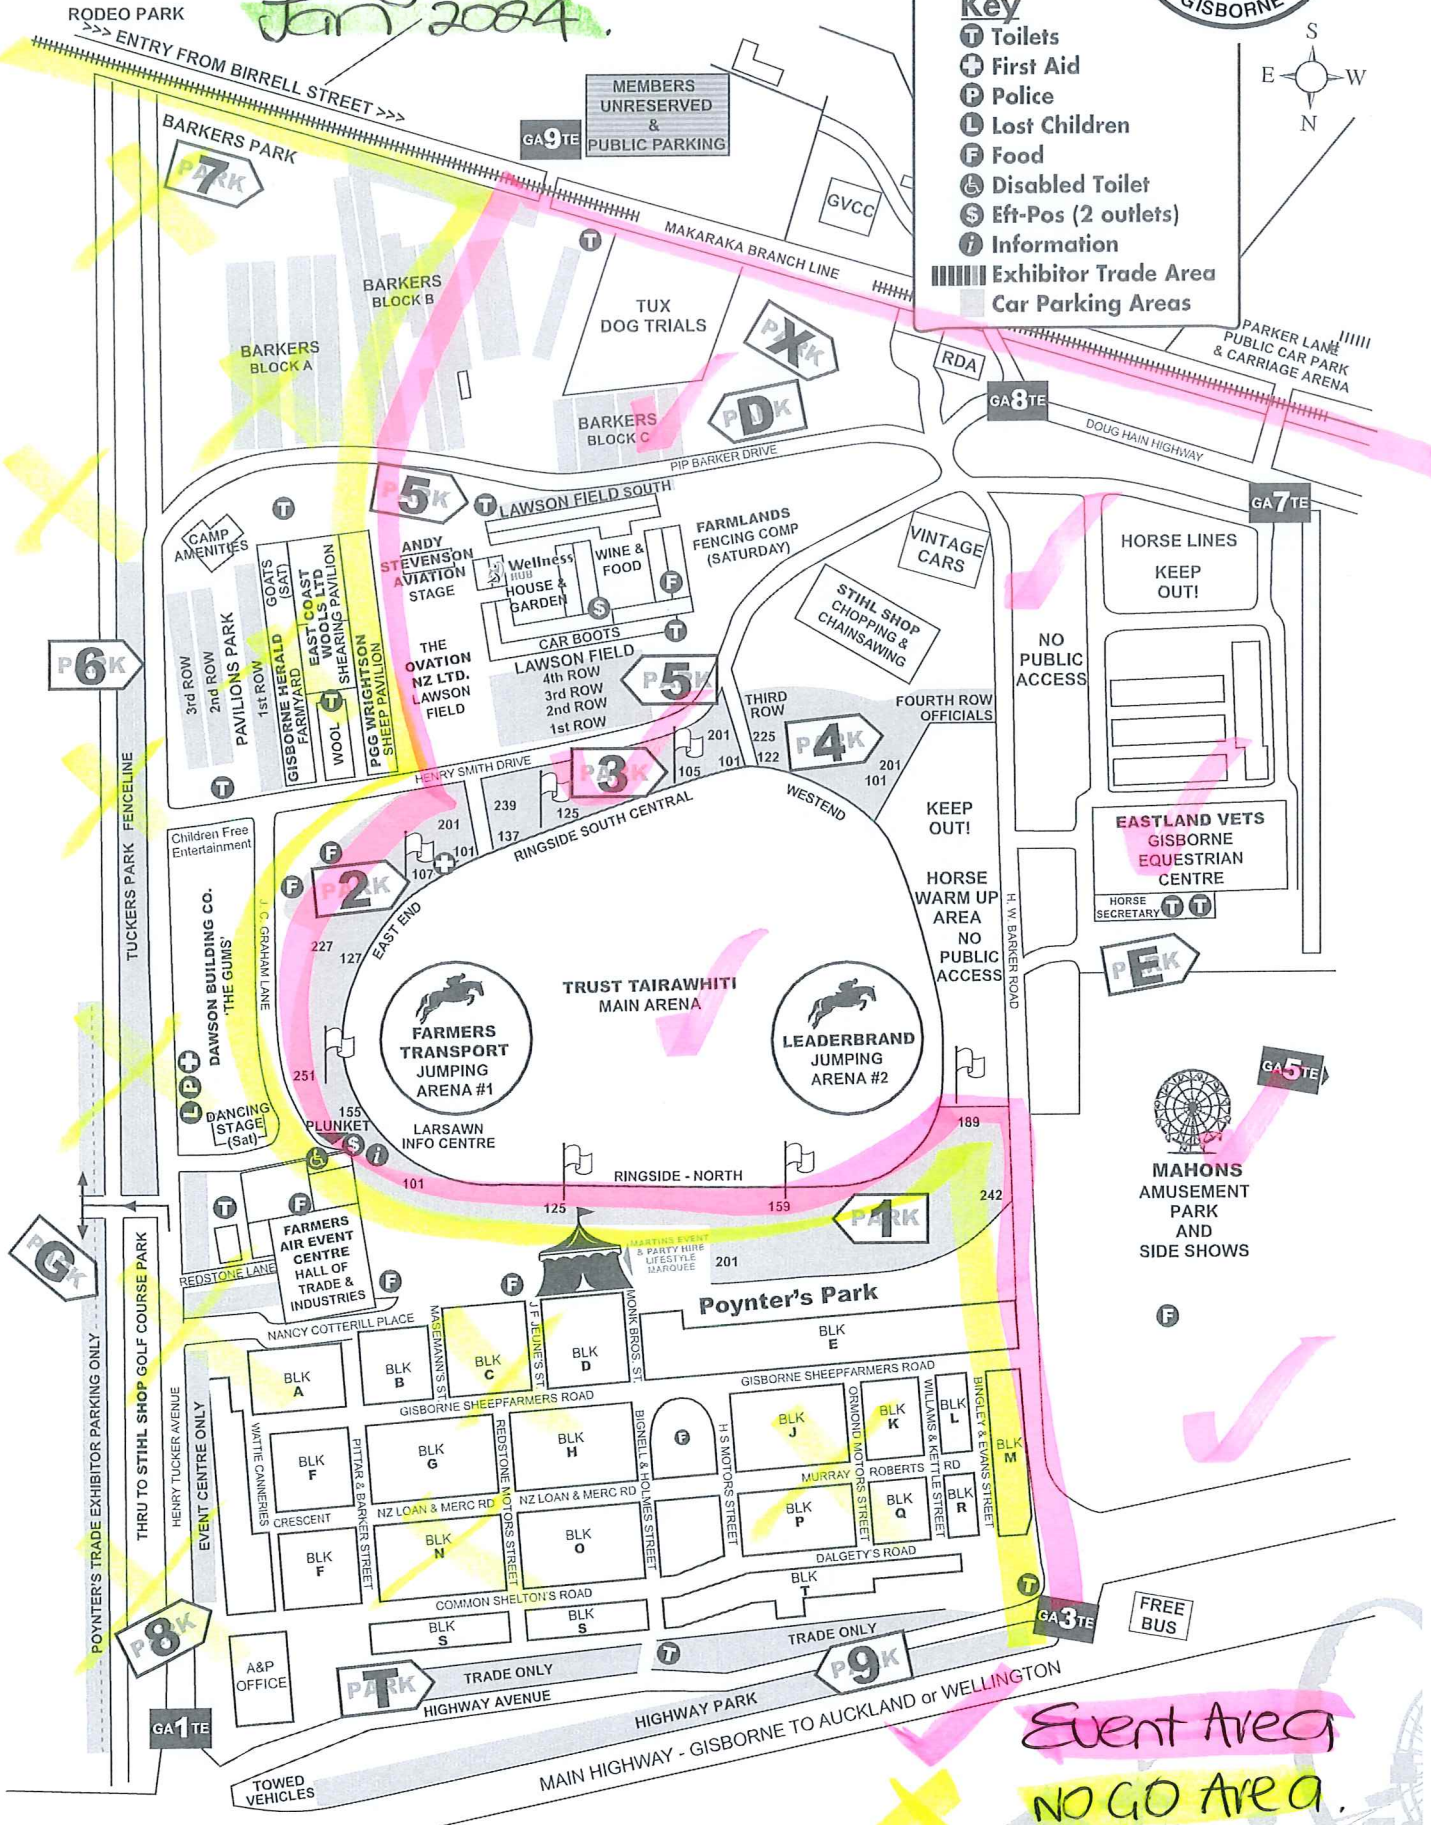 Jan 2024.
RODEO PARK
>>> ENTRY FROM BIRRELL STREET >>>
Key
T Toilets
First Aid
P Police
L Lost Children
F Food
Disabled Toilet
$ Eft-Pos (2 outlets)
i Information
Exhibitor Trade Area
Car Parking Areas
GISBORNE
S
E W
N
MEMBERS
UNRESERVED
&
PUBLIC PARKING
GA9TE
BARKERS PARK
PARK 7
GVCC
T
MAKARAKA BRANCH LINE
BARKERS
BLOCK B
TUX
DOG TRIALS
PARK X
BARKERS
BLOCK A
RDA
PARKER LANE
PUBLIC CAR PARK
& CARRIAGE ARENA
GA8TE
PARK D
BARKERS
BLOCK C
DOUG HAIN HIGHWAY
PIP BARKER DRIVE
GA7TE
PARK 5
T
T
LAWSON FIELD SOUTH
CAMP
AMENITIES
ANDY
STEVENSON
AVIATION
STAGE
Wellness
HUB
HOUSE &
GARDEN
WINE &
FOOD
F
$
FARMLANDS
FENCING COMP
(SATURDAY)
VINTAGE
CARS
HORSE LINES
KEEP
OUT!
STIHL SHOP
CHOPPING &
CHAINSAWING
GOATS
(SAT)
EAST COAST
WOOLS LTD
SHEARING PAVILION
CAR BOOTS
T
PARK 6
3rd ROW
2nd ROW
PAVILIONS PARK
1st ROW
GISBORNE HERALD
FARMYARD
WOOL
T
PGG WRIGHTSON
SHEEP PAVILION
THE
OVATION
NZ LTD.
LAWSON
FIELD
LAWSON FIELD
4th ROW
3rd ROW
2nd ROW
1st ROW
PARK 5
NO
PUBLIC
ACCESS
THIRD
ROW
FOURTH ROW
OFFICIALS
201
225
101
122
PARK 4
201
101
105
PARK 3
HENRY SMITH DRIVE
T
WESTEND
239
125
137
RINGSIDE SOUTH CENTRAL
KEEP
OUT!
EASTLAND VETS
GISBORNE
EQUESTRIAN
CENTRE
TUCKERS PARK FENCELINE
Children Free
Entertainment
201
101
107
F
F
PARK 2
HORSE
WARM UP
AREA
NO
PUBLIC
ACCESS
HORSE
SECRETARY
T T
H. W. BARKER ROAD
PARK E
DAWSON BUILDING CO.
'THE GUMS'
J. C. GRAHAM LANE
227
127
EAST END
TRUST TAIRAWHITI
MAIN ARENA
FARMERS
TRANSPORT
JUMPING
ARENA #1
LEADERBRAND
JUMPING
ARENA #2
GA5TE
251
L P
DANCING
STAGE
(Sat)
155
PLUNKET
$ i
LARSAWN
INFO CENTRE
189
RINGSIDE - NORTH
101
125
159
242
PARK 1
MAHONS
AMUSEMENT
PARK
AND
SIDE SHOWS
T
F
FARMERS
AIR EVENT
CENTRE
HALL OF
TRADE &
INDUSTRIES
MARTINS EVENT
& PARTY HIRE
LIFESTYLE
MARQUEE
201
PARK G
REDSTONE LANE
F
F
Poynter's Park
F
NANCY COTTERILL PLACE
MASEMANN'S ST.
J F JEUNE'S ST.
MONK BROS. ST.
BLK
A
BLK
B
BLK
C
BLK
D
BLK
E
GISBORNE SHEEPFARMERS ROAD
GISBORNE SHEEPFARMERS ROAD
POYNTER'S TRADE EXHIBITOR PARKING ONLY
THRU TO STIHL SHOP GOLF COURSE PARK
HENRY TUCKER AVENUE
EVENT CENTRE ONLY
WATTIE CANNERIES
CRESCENT
BLK
F
PITTAR & BARKER STREET
BLK
G
REDSTONE MOTORS STREET
BLK
H
BIGNELL & HOLMES STREET
F
H S MOTORS STREET
BLK
J
ORMOND MOTORS STREET
BLK
K
WILLIAMS & KETTLE STREET
BLK
L
BINGLEY & EVANS STREET
BLK
M
MURRAY ROBERTS RD
NZ LOAN & MERC RD
NZ LOAN & MERC RD
BLK
F
BLK
N
BLK
O
BLK
P
BLK
Q
BLK
R
DALGETY'S ROAD
BLK
T
COMMON SHELTON'S ROAD
BLK
S
BLK
S
T
GA3TE
FREE
BUS
PARK 8
A&P
OFFICE
PARK T
TRADE ONLY
T
TRADE ONLY
PARK 9
HIGHWAY AVENUE
HIGHWAY PARK
GA1TE
MAIN HIGHWAY - GISBORNE TO AUCKLAND or WELLINGTON
TOWED
VEHICLES
Event Area
NO GO Area.